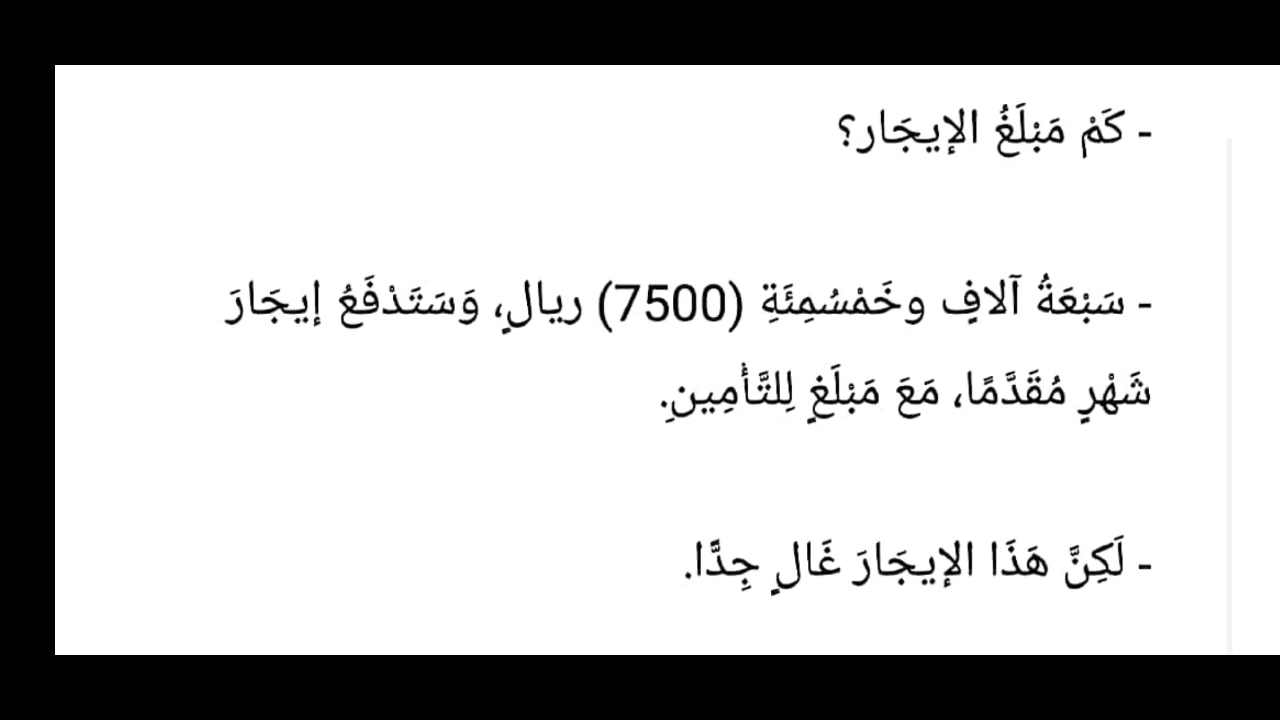 - كَمْ مَبْلَغُ الإيجَار؟
- سَبْعَةُ آلافٍ وخَمْسُمِئَةِ (7500) ريالٍ، وَسَتَدْفَعُ إيجَارَ
شَهْرٍ مُقَدَّمًا، مَعَ مَبْلَغٍ لِلتَّأْمِينِ.
- لَكِنَّ هَذَا الإيجَارَ غَالٍ جِدًّا.